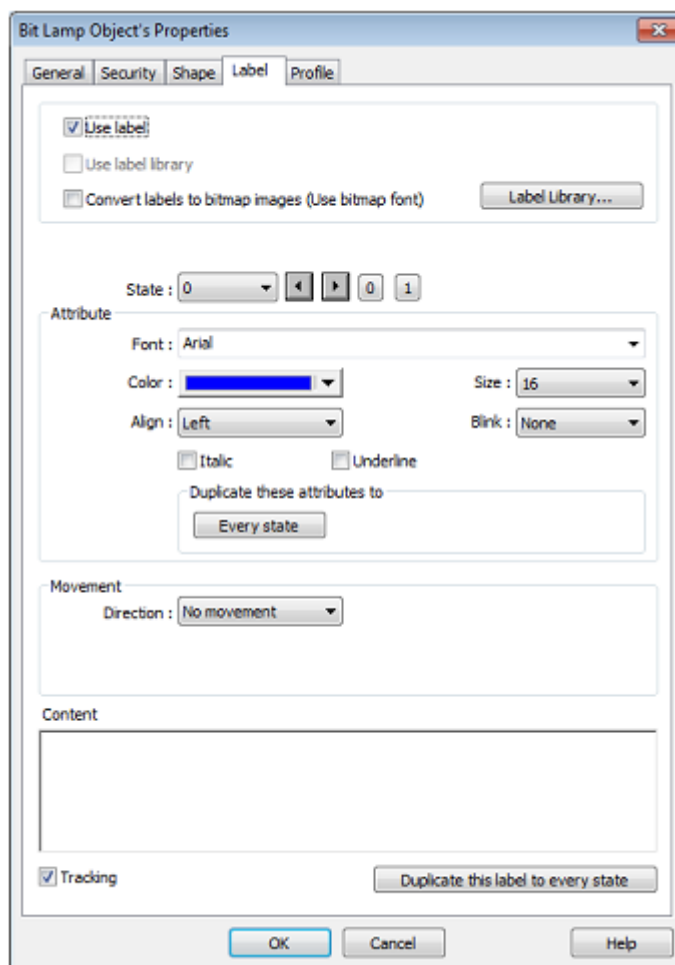 Bit Lamp Object's Properties
General Security Shape Label Profile
Use label
Use label library
Convert labels to bitmap images (Use bitmap font) Label Library...
State : 0 0 1
Attribute
Font : Arial
Color : Size : 16
Align : Left Blink : None
Italic Underline
Duplicate these attributes to
Every state
Movement
Direction : No movement
Content
Tracking Duplicate this label to every state
OK Cancel Help